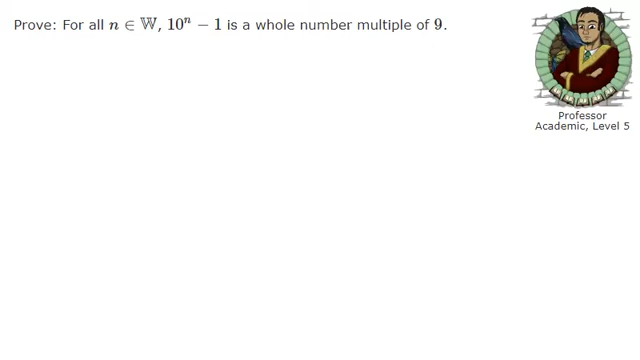 Prove: For all n ∈ 𝕎, 10ⁿ − 1 is a whole number multiple of 9.
Professor
Academic, Level 5